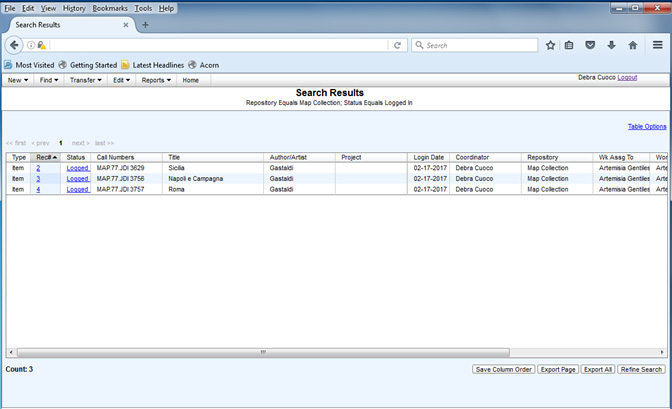 File Edit View History Bookmarks Tools Help
Search Results
Search
Most Visited Getting Started Latest Headlines Acorn
New Find Transfer Edit Reports Home Debra Cuoco Logout
Search Results
Repository Equals Map Collection; Status Equals Logged In
Table Options
<< first < prev 1 next > last >>
Type Rec# Status Call Numbers Title Author/Artist Project Login Date Coordinator Repository Wk Assg To Wor
Item 2 Logged MAP.77.JDI 3629 Sicilia Gastaldi 02-17-2017 Debra Cuoco Map Collection Artemisia Gentiles Arte
Item 3 Logged MAP.77.JDI 3756 Napoli e Campagna Gastaldi 02-17-2017 Debra Cuoco Map Collection Artemisia Gentiles Arte
Item 4 Logged MAP.77.JDI 3757 Roma Gastaldi 02-17-2017 Debra Cuoco Map Collection Artemisia Gentiles Arte
Count: 3 Save Column Order Export Page Export All Refine Search